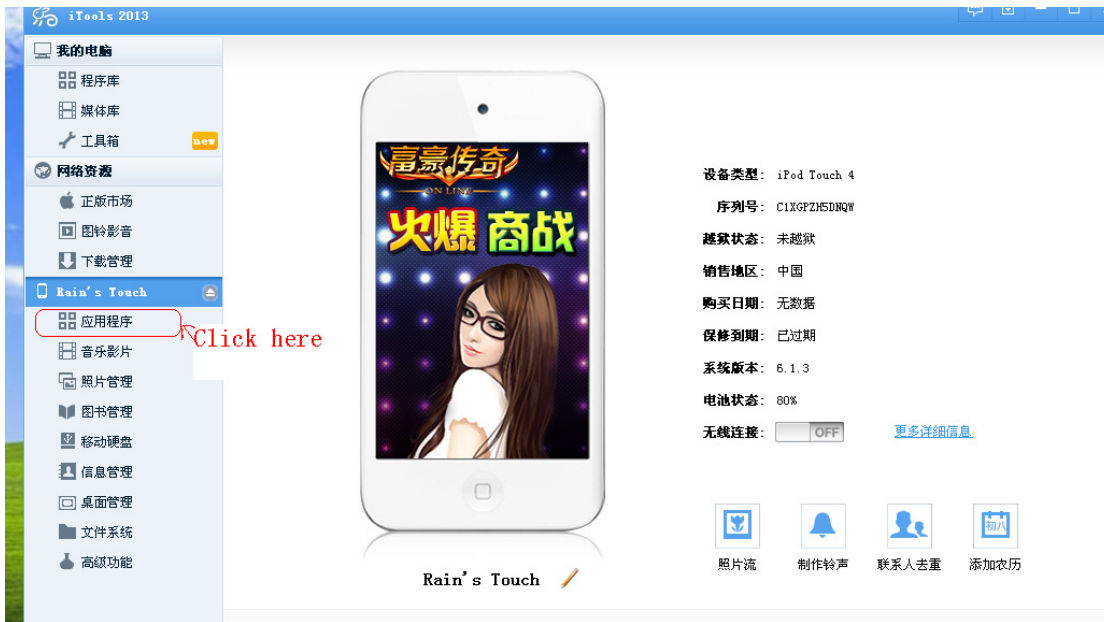 iTools 2013
我的电脑
程序库
媒体库
工具箱 new
网络资源
正版市场
图铃影音
下载管理
Rain's Touch
应用程序
Click here
音乐影片
照片管理
图书管理
移动硬盘
信息管理
桌面管理
文件系统
高级功能
富豪传奇
ON LINE
火爆 商战
Rain's Touch
设备类型: iPod Touch 4
序列号: C1XGPZH5DNQW
越狱状态: 未越狱
销售地区: 中国
购买日期: 无数据
保修到期: 已过期
系统版本: 6.1.3
电池状态: 80%
无线连接: OFF 更多详细信息
初八
照片流 制作铃声 联系人去重 添加农历